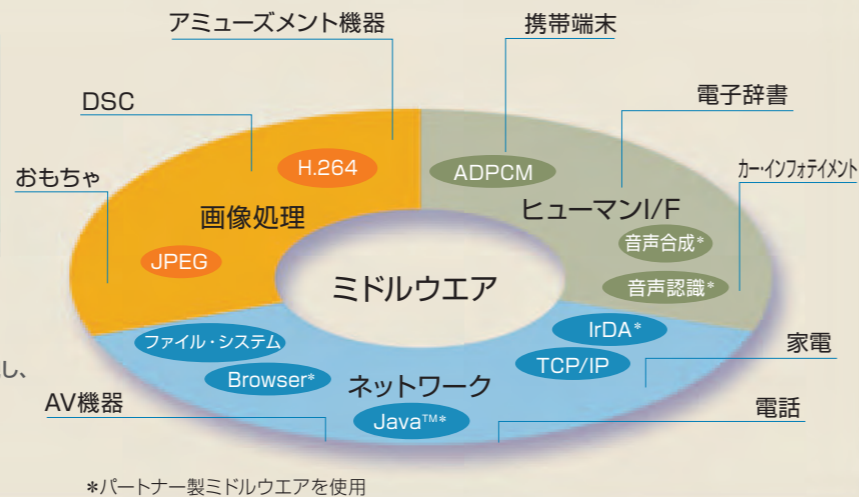 アミューズメント機器
携帯端末
DSC
電子辞書
おもちゃ
カー・インフォテイメント
H.264
ADPCM
画像処理
ヒューマンI/F
JPEG
音声合成*
音声認識*
ミドルウエア
ファイル・システム
IrDA*
TCP/IP
家電
し、
Browser*
ネットワーク
AV機器
Java™*
電話
*パートナー製ミドルウエアを使用